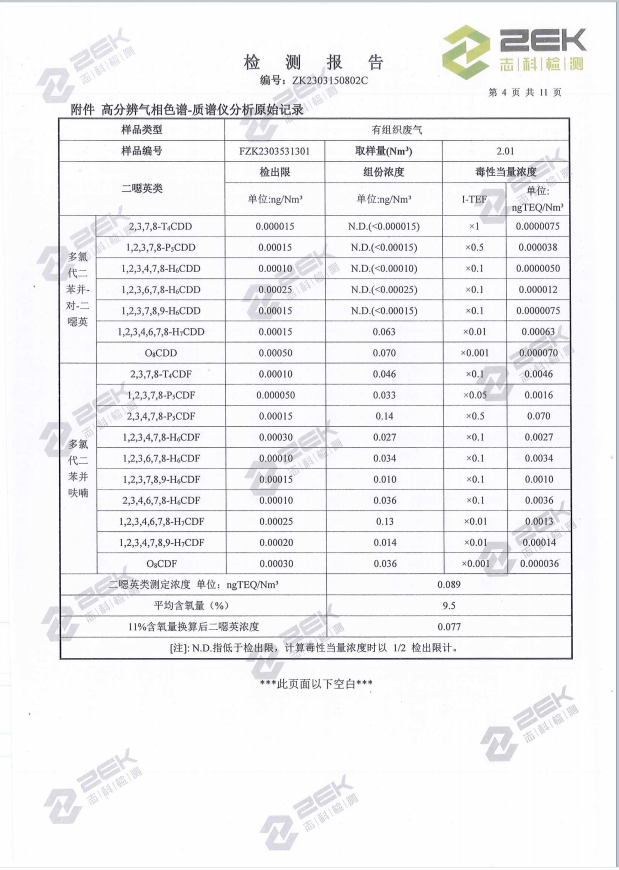 ZEK
志|科|检|测
检 测 报 告
编号: ZK2303150802C
第 4 页 共 11 页
附件 高分辨气相色谱-质谱仪分析原始记录
样品类型 有组织废气
样品编号 FZK2303531301 取样量(Nm³) 2.01
二噁英类 检出限 组份浓度 毒性当量浓度
单位:ng/Nm³ 单位:ng/Nm³ I-TEF 单位: ngTEQ/Nm³
多氯代二苯并-对-二噁英
2,3,7,8-T₄CDD 0.000015 N.D.(<0.000015) ×1 0.0000075
1,2,3,7,8-P₅CDD 0.00015 N.D.(<0.00015) ×0.5 0.000038
1,2,3,4,7,8-H₆CDD 0.00010 N.D.(<0.00010) ×0.1 0.0000050
1,2,3,6,7,8-H₆CDD 0.00025 N.D.(<0.00025) ×0.1 0.000012
1,2,3,7,8,9-H₆CDD 0.00015 N.D.(<0.00015) ×0.1 0.0000075
1,2,3,4,6,7,8-H₇CDD 0.00015 0.063 ×0.01 0.00063
O₈CDD 0.00050 0.070 ×0.001 0.000070
多氯代二苯并呋喃
2,3,7,8-T₄CDF 0.00010 0.046 ×0.1 0.0046
1,2,3,7,8-P₅CDF 0.000050 0.033 ×0.05 0.0016
2,3,4,7,8-P₅CDF 0.00015 0.14 ×0.5 0.070
1,2,3,4,7,8-H₆CDF 0.00030 0.027 ×0.1 0.0027
1,2,3,6,7,8-H₆CDF 0.00010 0.034 ×0.1 0.0034
1,2,3,7,8,9-H₆CDF 0.00015 0.010 ×0.1 0.0010
2,3,4,6,7,8-H₆CDF 0.00010 0.036 ×0.1 0.0036
1,2,3,4,6,7,8-H₇CDF 0.00025 0.13 ×0.01 0.0013
1,2,3,4,7,8,9-H₇CDF 0.00020 0.014 ×0.01 0.00014
O₈CDF 0.00030 0.036 ×0.001 0.000036
二噁英类测定浓度 单位：ngTEQ/Nm³ 0.089
平均含氧量（%） 9.5
11%含氧量换算后二噁英浓度 0.077
[注]: N.D.指低于检出限，计算毒性当量浓度时以 1/2 检出限计。
***此页面以下空白***